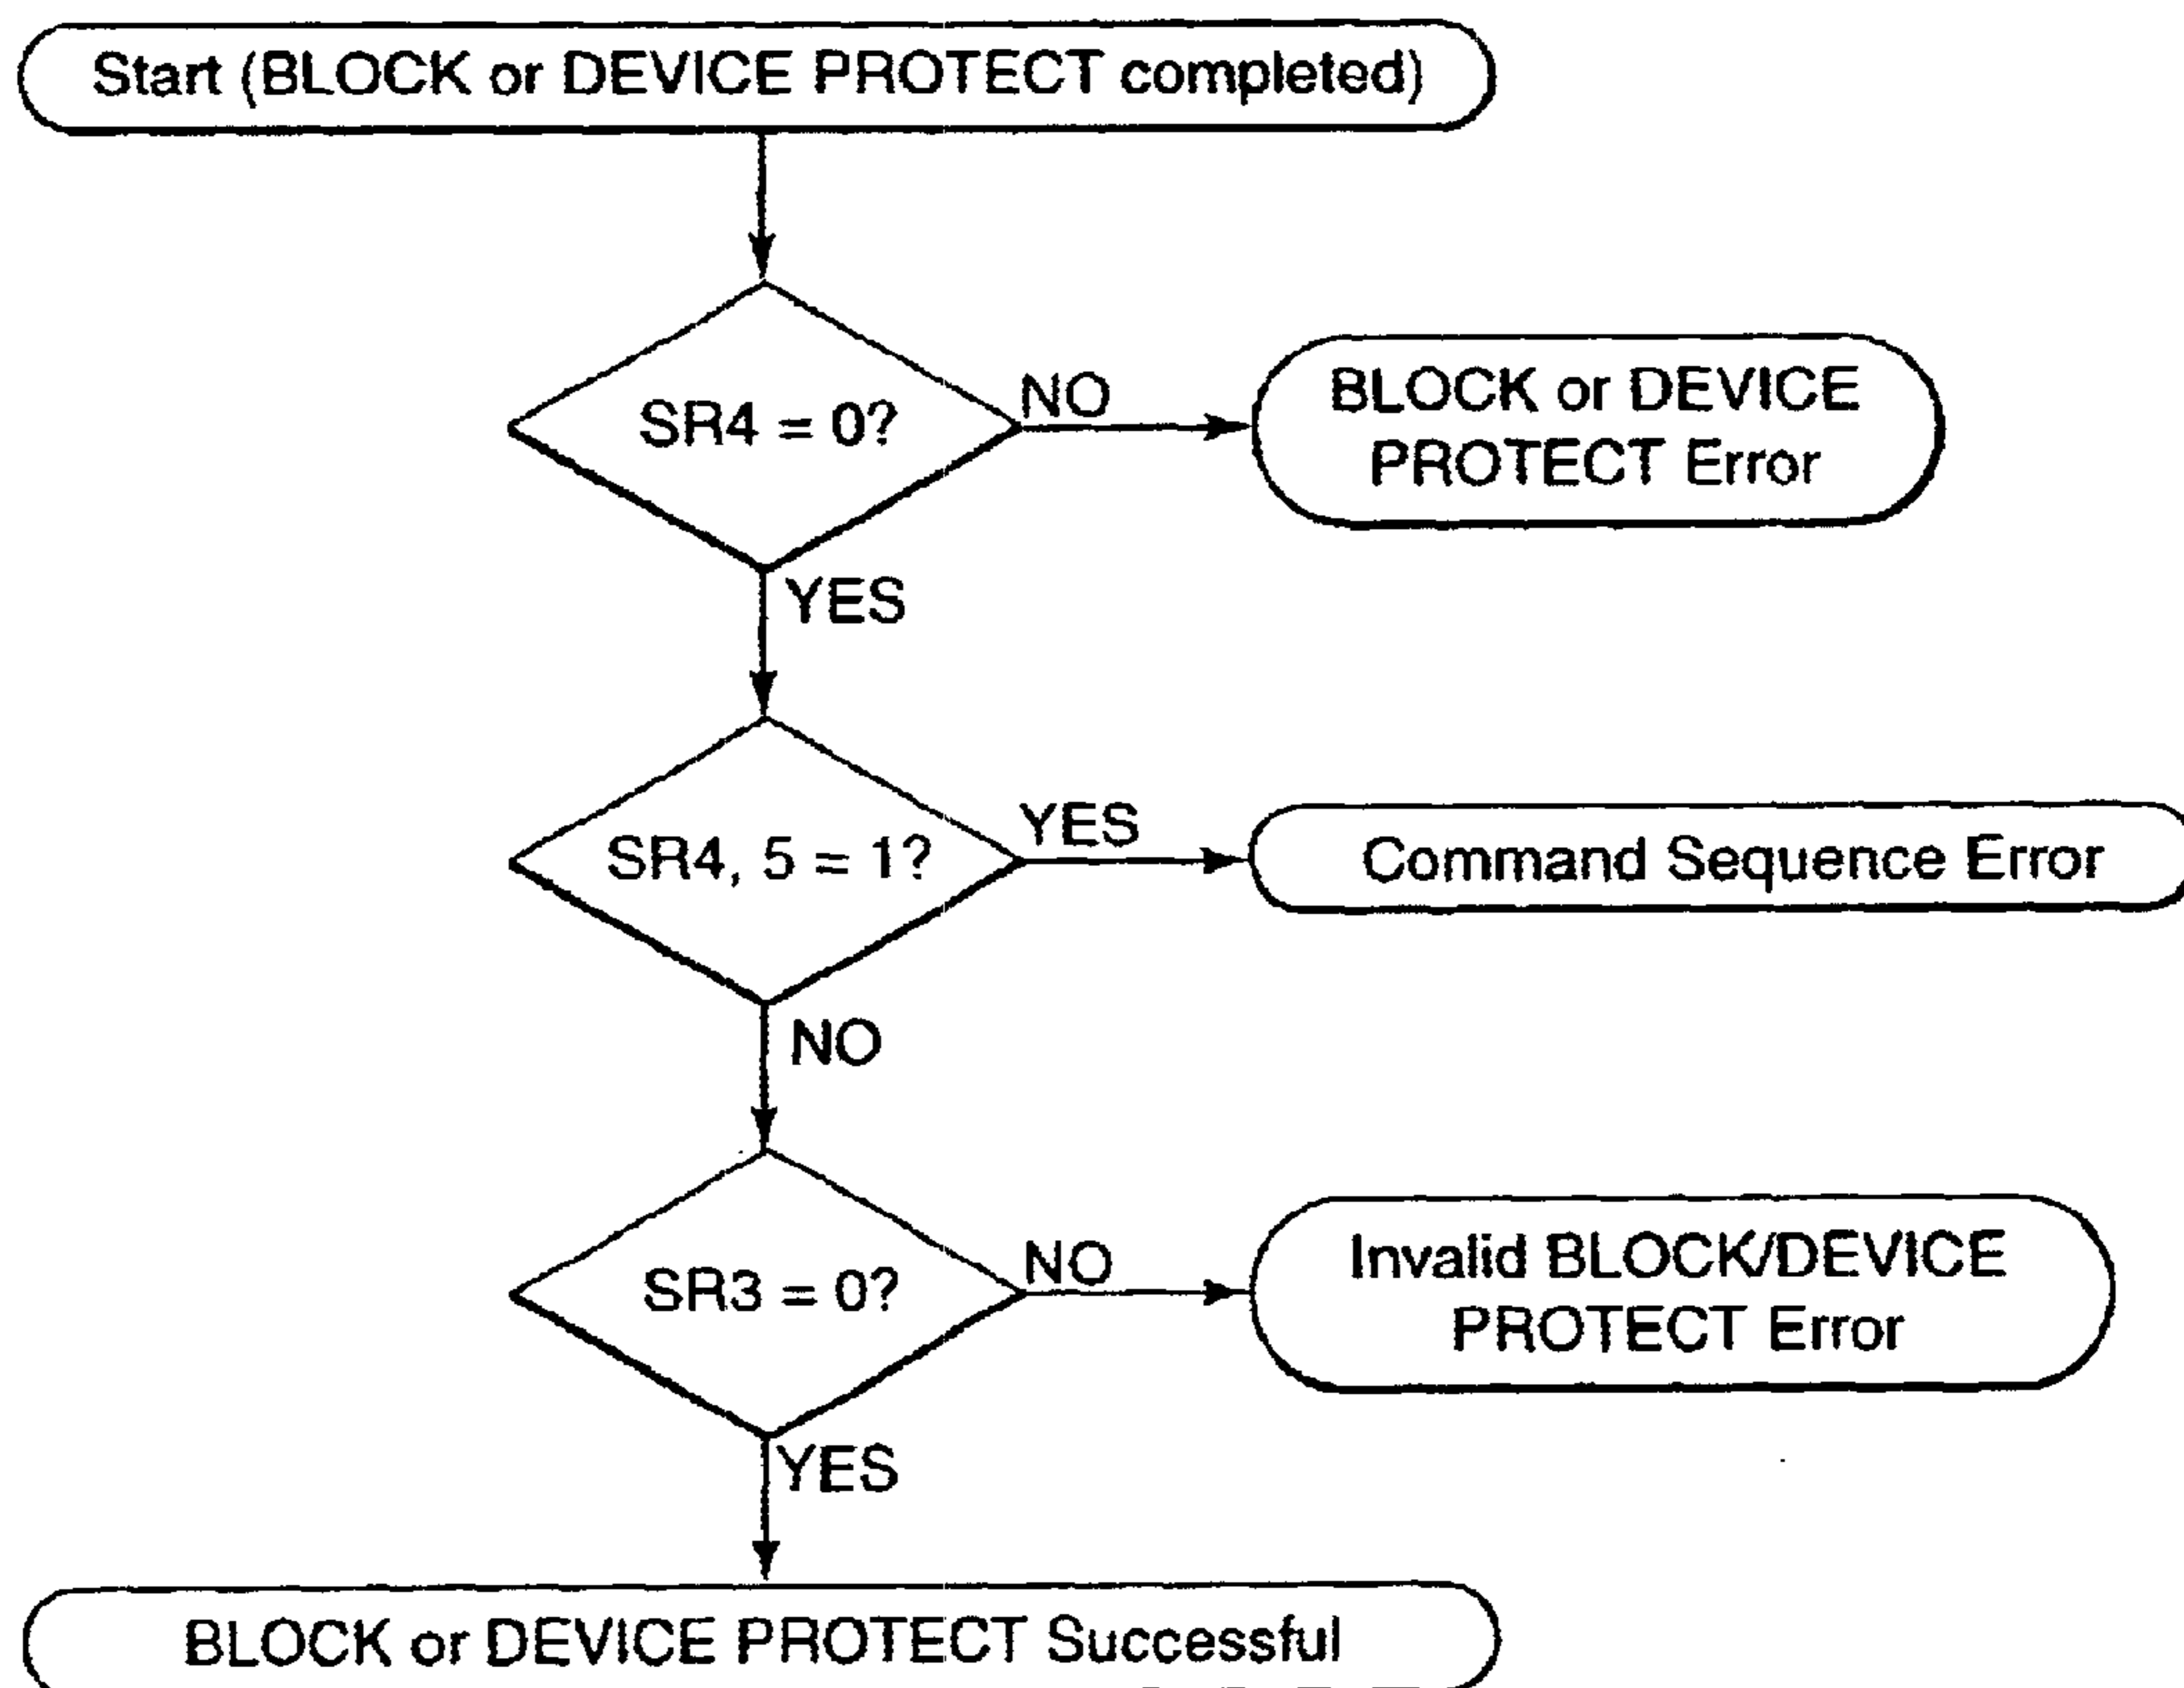 Start (BLOCK or DEVICE PROTECT completed)
SR4 = 0?
NO
BLOCK or DEVICE
PROTECT Error
YES
SR4, 5 = 1?
YES
Command Sequence Error
NO
SR3 = 0?
NO
Invalid BLOCK/DEVICE
PROTECT Error
YES
BLOCK or DEVICE PROTECT Successful